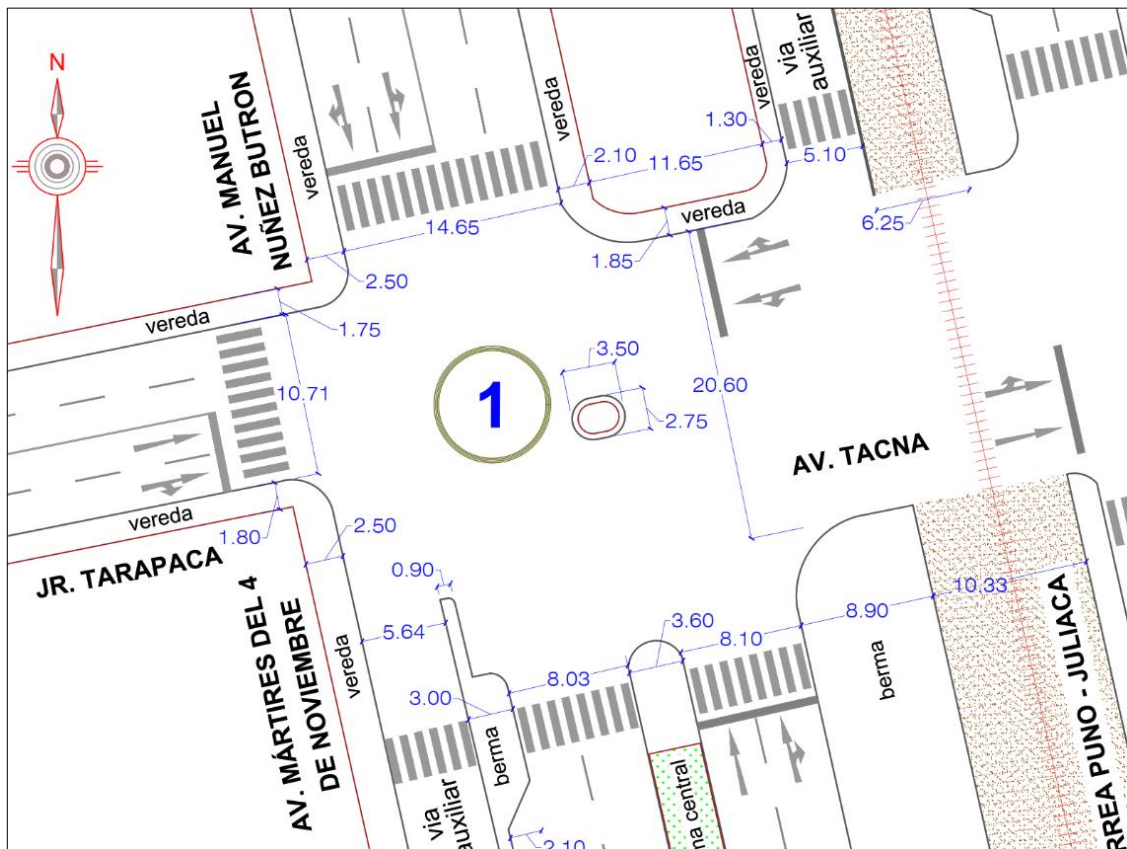 N
AV. MANUEL
NUÑEZ BUTRON
vereda
vereda
vereda
via
auxiliar
1.30
2.10
11.65
5.10
14.65
vereda
6.25
1.85
2.50
vereda
1.75
10.71
3.50
1
20.60
2.75
AV. TACNA
vereda
1.80
2.50
JR. TARAPACA
0.90
AV. MÁRTIRES DEL 4
DE NOVIEMBRE
vereda
5.64
3.60
8.10
8.90
10.33
8.03
3.00
berma
berma
via
auxiliar
na central
2.10
RREA PUNO - JULIACA